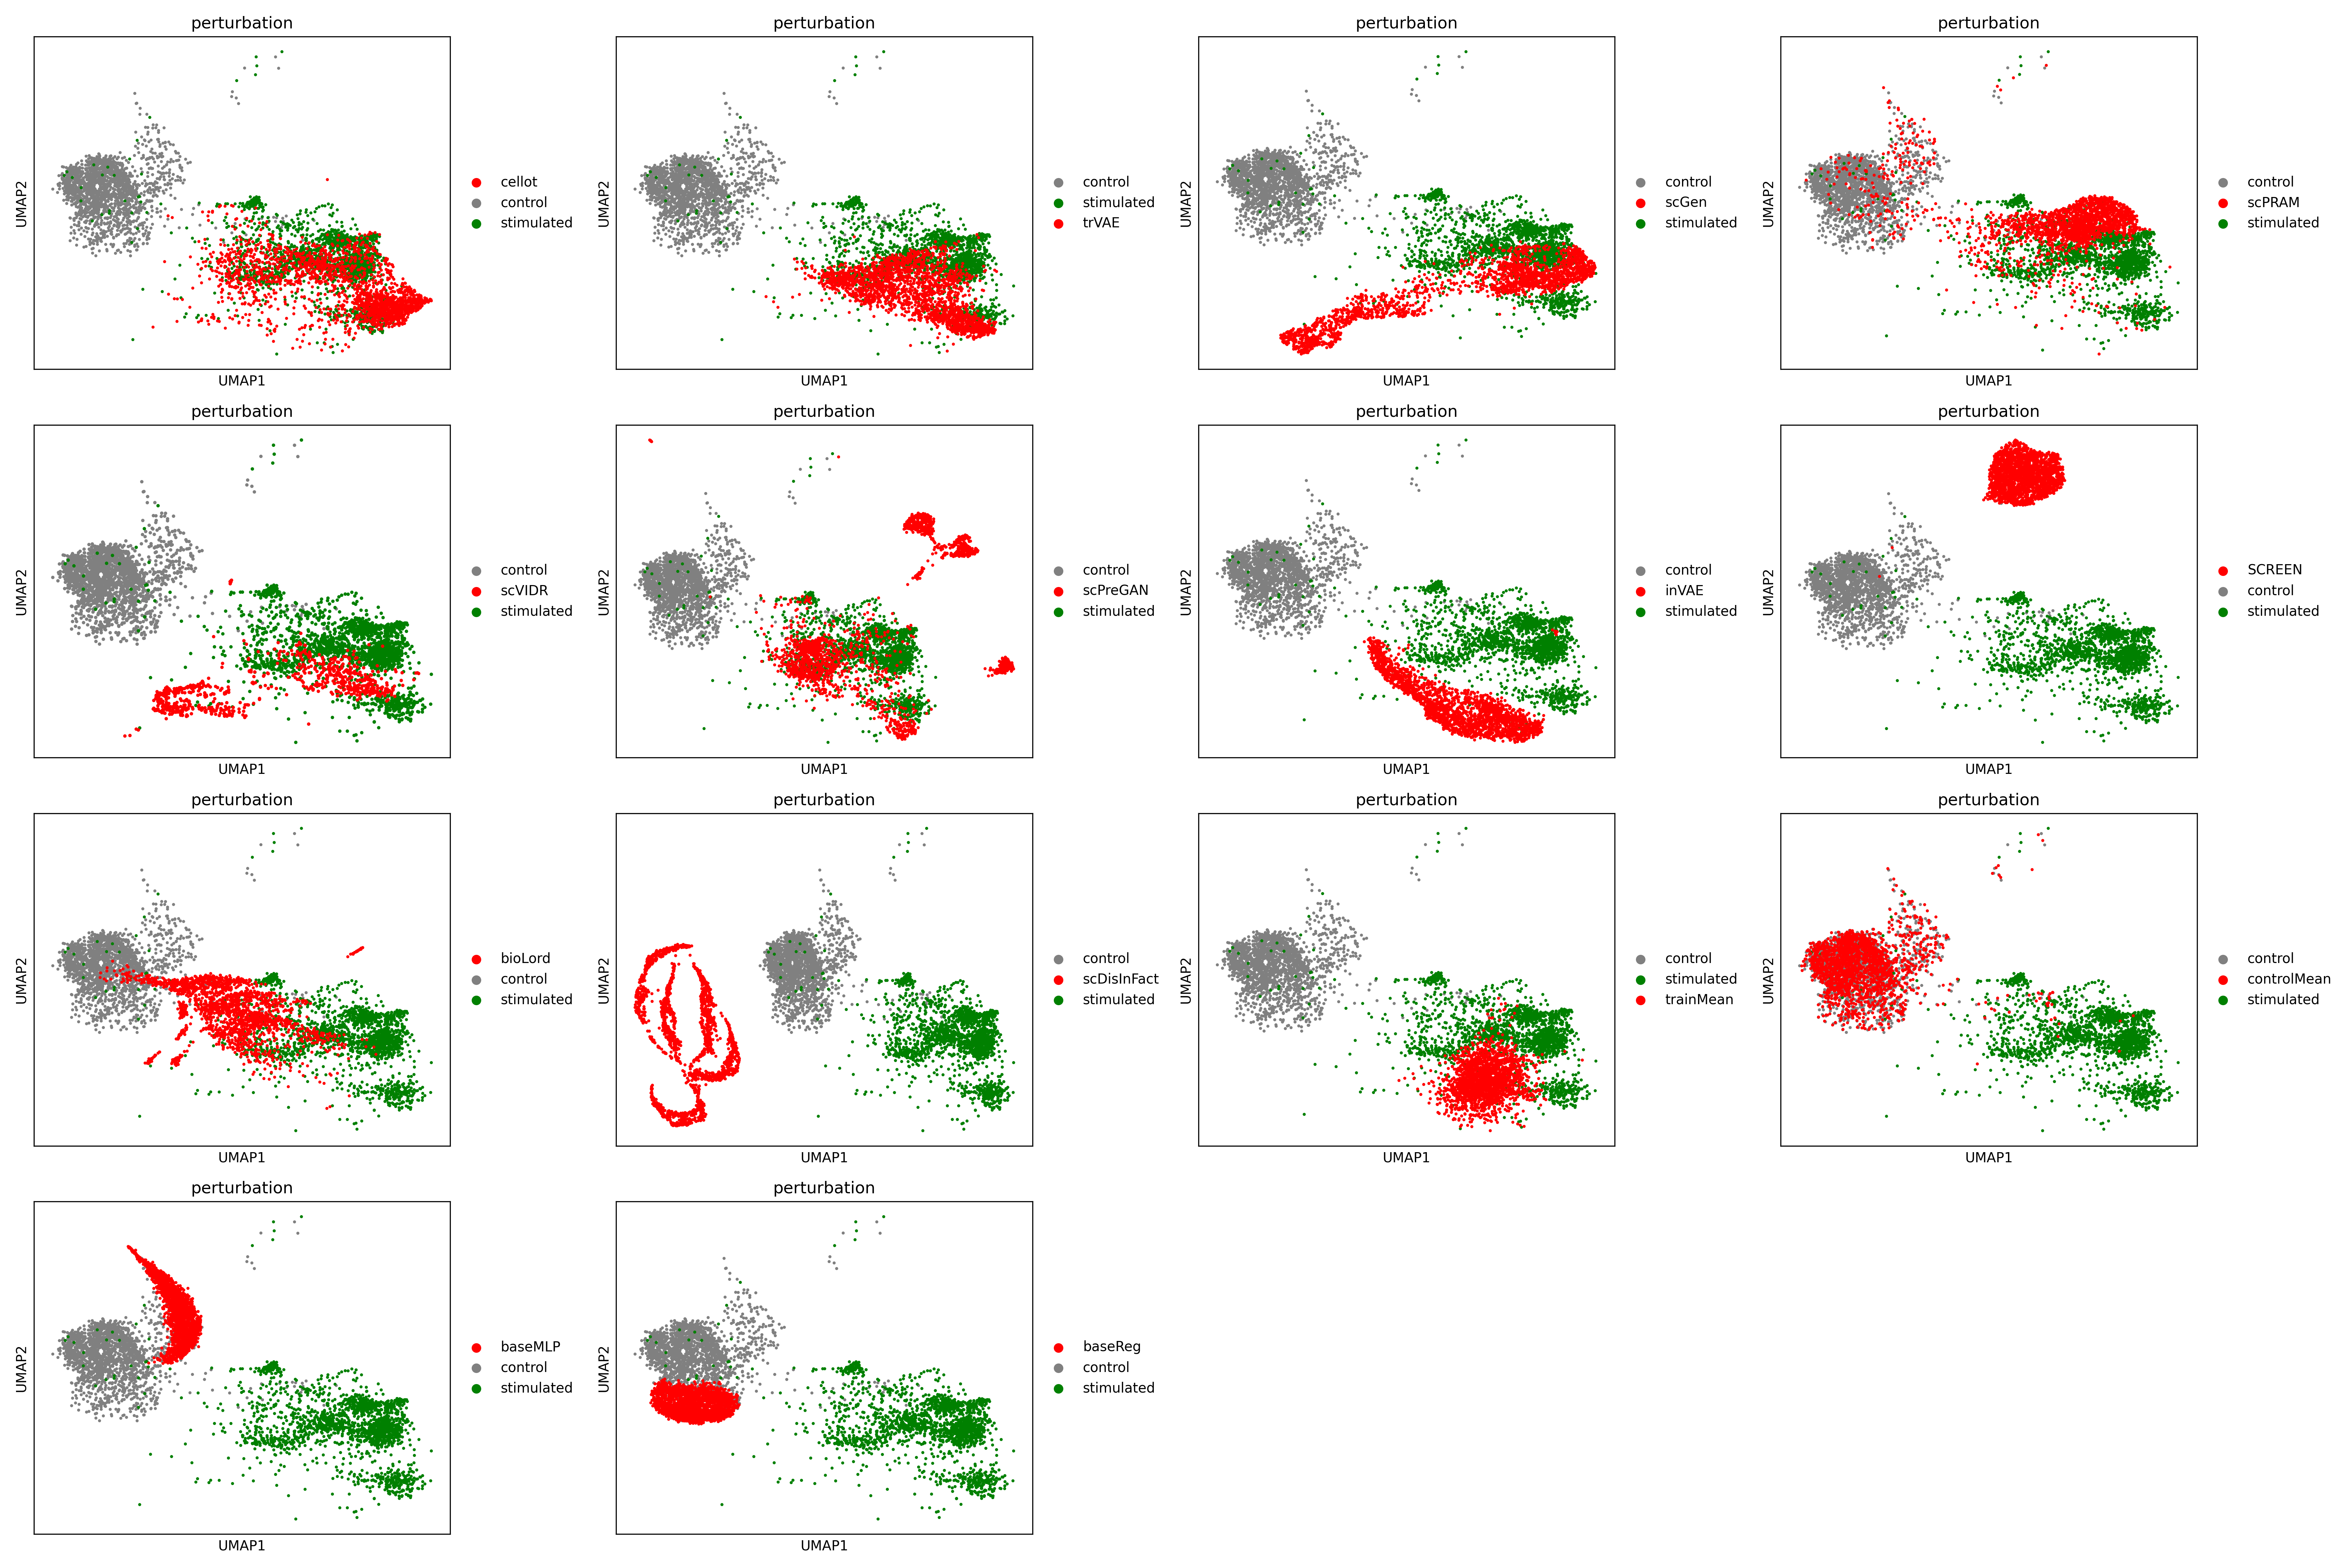 perturbation
UMAP2
UMAP1
cellot
control
stimulated
perturbation
UMAP2
UMAP1
control
stimulated
trVAE
perturbation
UMAP2
UMAP1
control
scGen
stimulated
perturbation
UMAP2
UMAP1
control
scPRAM
stimulated
perturbation
UMAP2
UMAP1
control
scVIDR
stimulated
perturbation
UMAP2
UMAP1
control
scPreGAN
stimulated
perturbation
UMAP2
UMAP1
control
inVAE
stimulated
perturbation
UMAP2
UMAP1
SCREEN
control
stimulated
perturbation
UMAP2
UMAP1
bioLord
control
stimulated
perturbation
UMAP2
UMAP1
control
scDisInFact
stimulated
perturbation
UMAP2
UMAP1
control
stimulated
trainMean
perturbation
UMAP2
UMAP1
control
controlMean
stimulated
perturbation
UMAP2
UMAP1
baseMLP
control
stimulated
perturbation
UMAP2
UMAP1
baseReg
control
stimulated